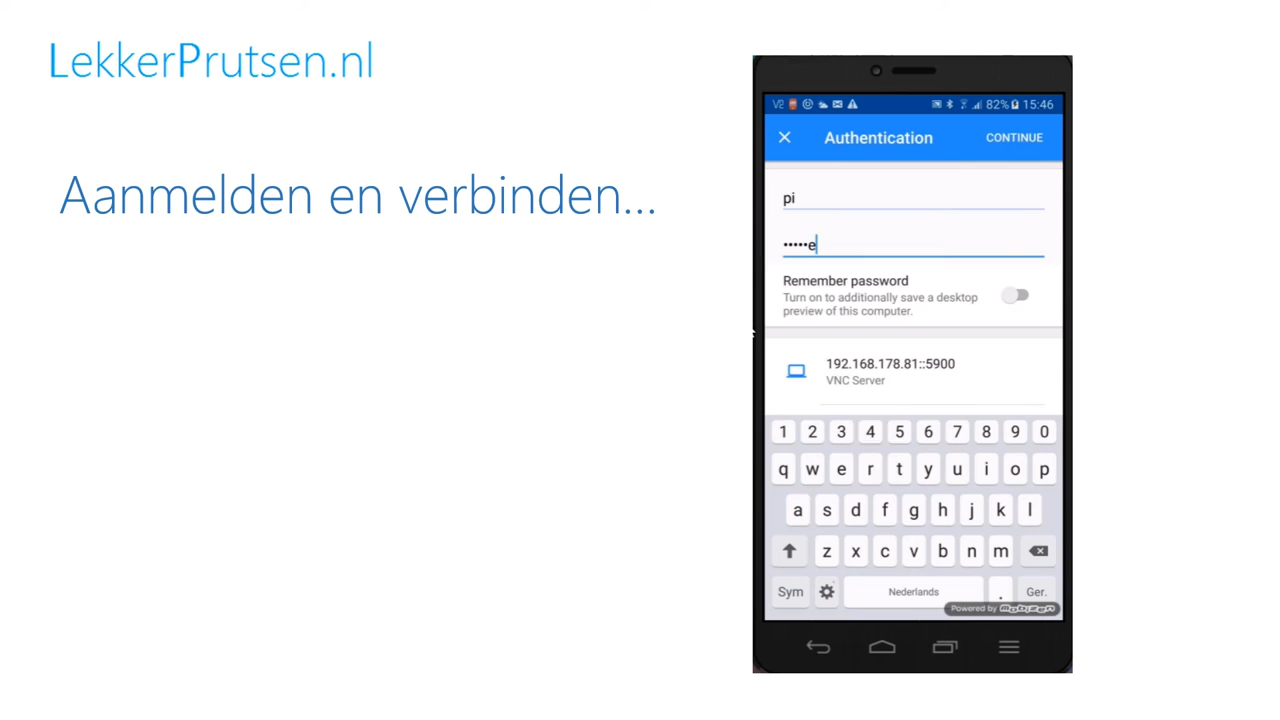 LekkerPrutsen.nl
Aanmelden en verbinden...
82% 15:46
Authentication CONTINUE
pi
•••••e
Remember password
Turn on to additionally save a desktop
preview of this computer.
192.168.178.81::5900
VNC Server
1 2 3 4 5 6 7 8 9 0
q w e r t y u i o p
a s d f g h j k l
z x c v b n m
Sym Nederlands . Ger.
Powered by mobizen